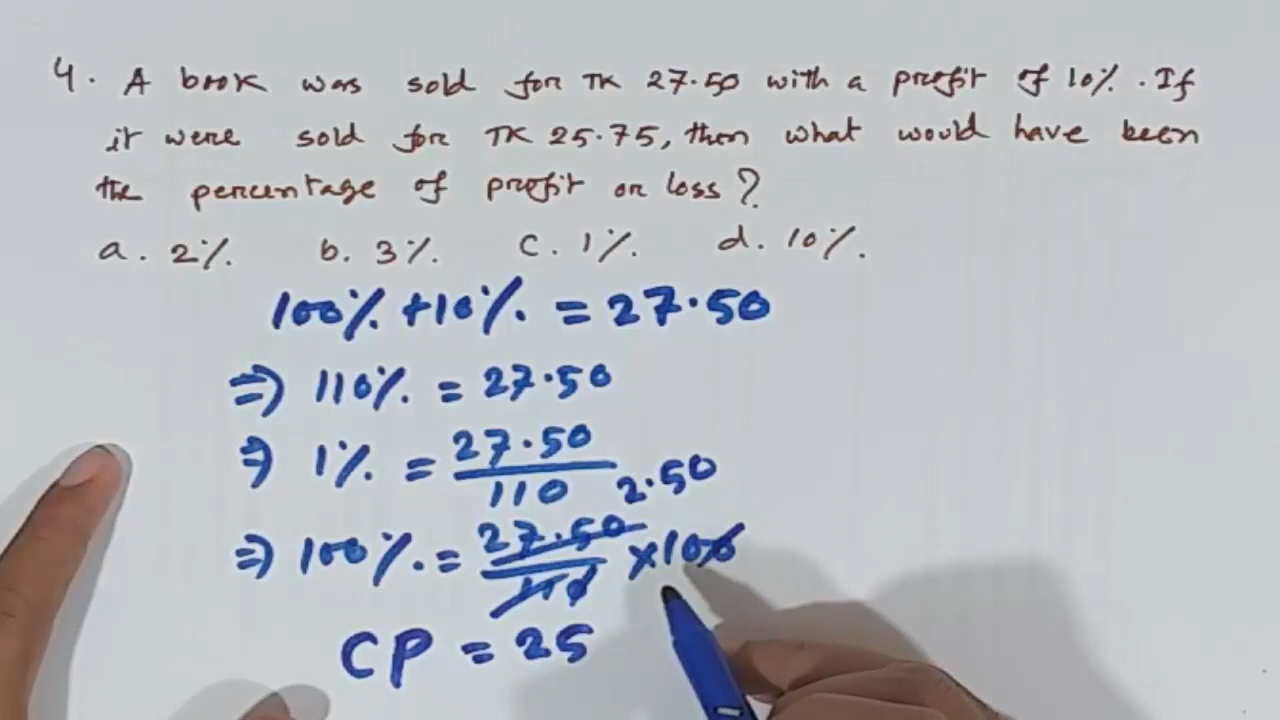 4. A book was sold for TK 27.50 with a profit of 10%. If
it were sold for TK 25.75, then what would have been
the percentage of profit or loss?
a. 2%. b. 3%. c. 1%. d. 10%.
100% + 10% = 27.50
⇒ 110% = 27.50
⇒ 1% = 27.50/110
2.50
⇒ 100% = 27.50/110 × 100
CP = 25